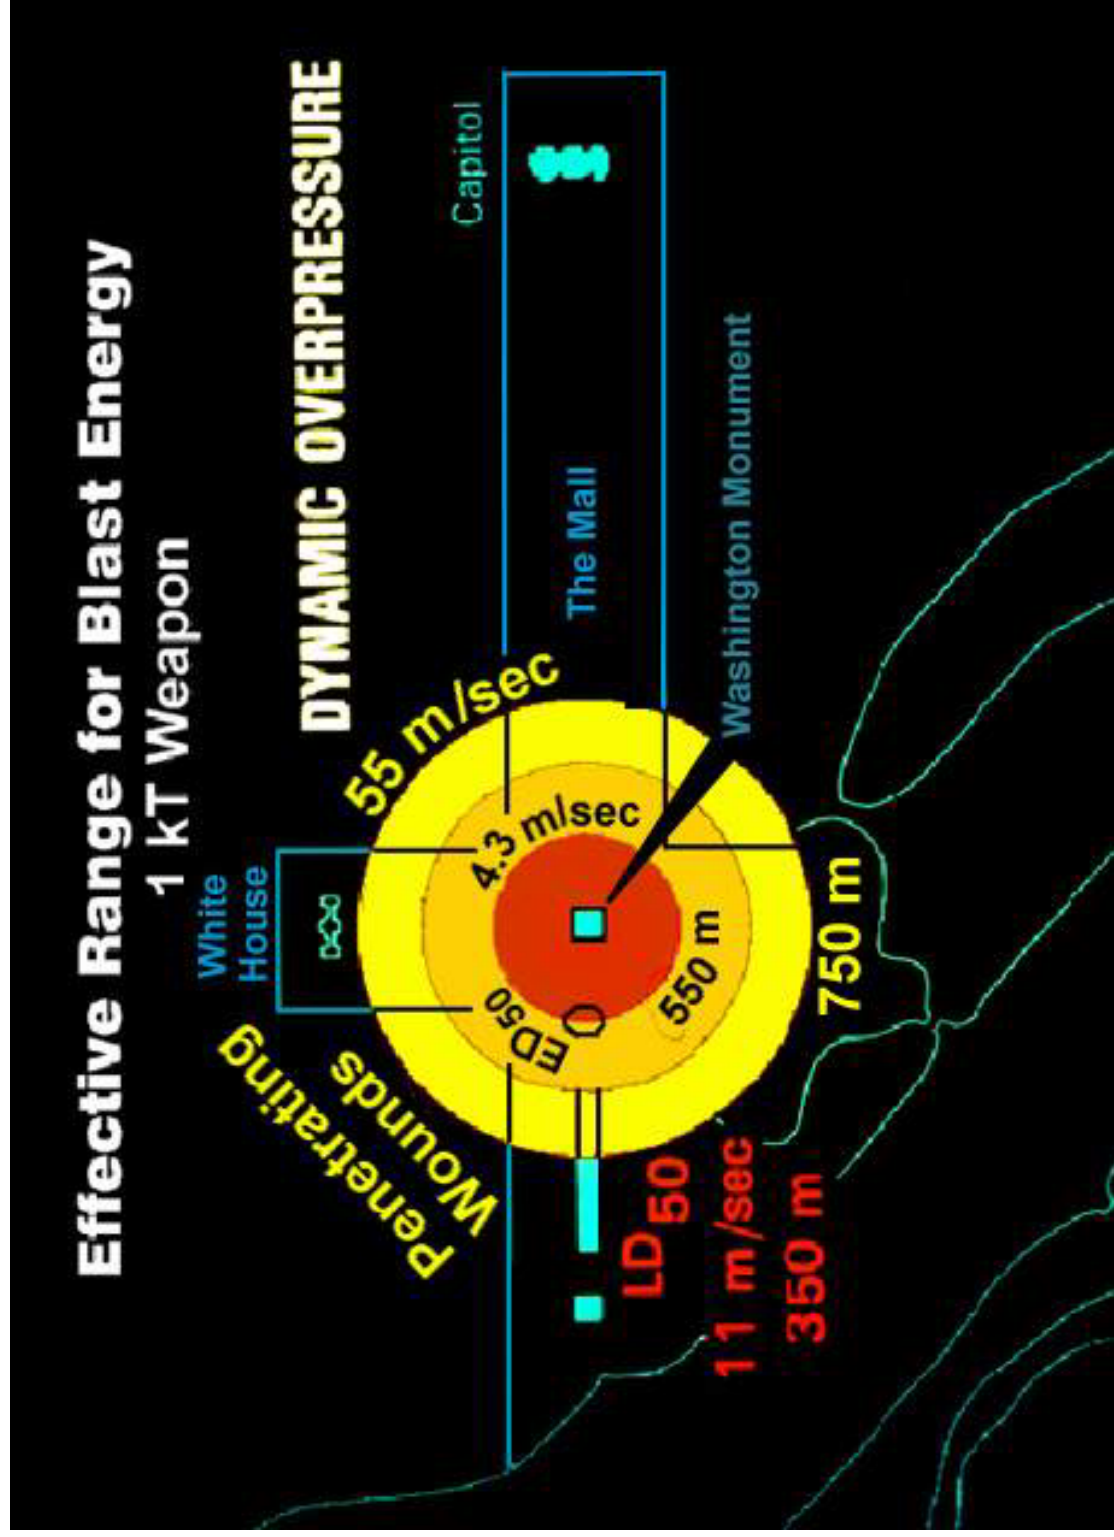 Effective Range for Blast Energy
1 kT Weapon
DYNAMIC OVERPRESSURE
White
House
Capitol
Penetrating
Wounds
55 m/sec
4.3 m/sec
The Mall
ED50
550 m
LD50
11 m/sec
350 m
750 m
Washington Monument